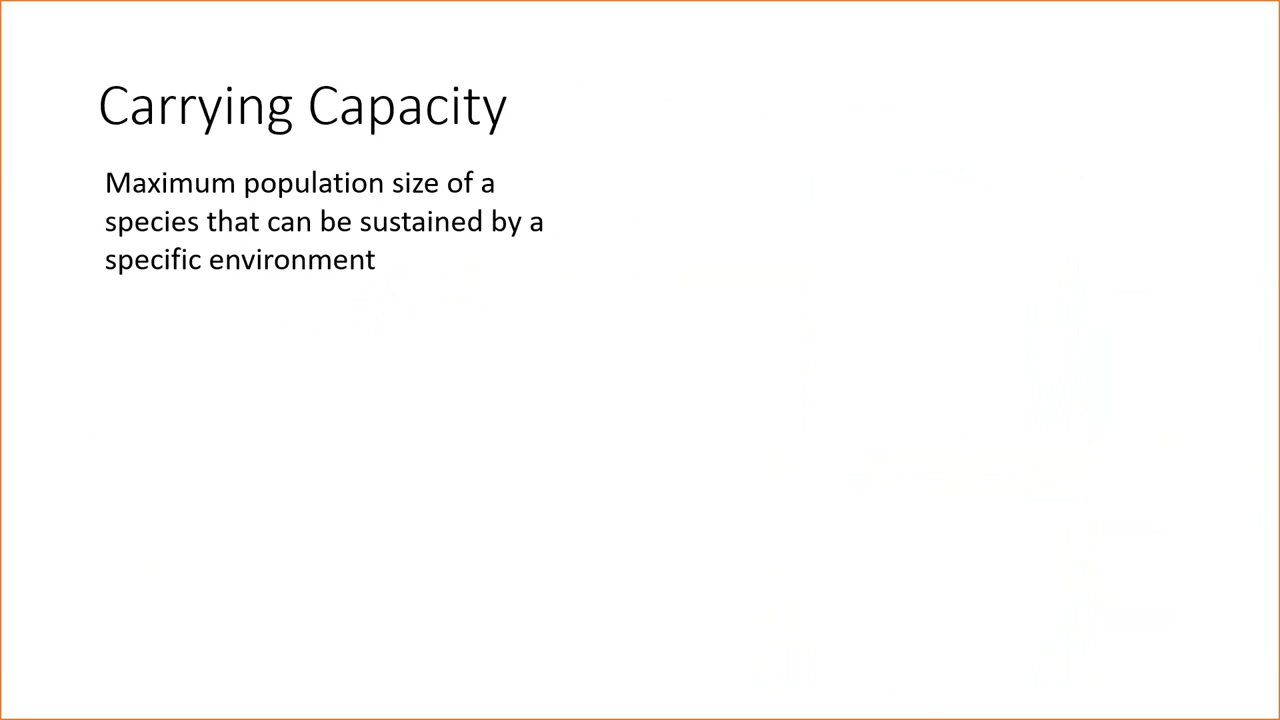 Carrying Capacity
Maximum population size of a
species that can be sustained by a
specific environment